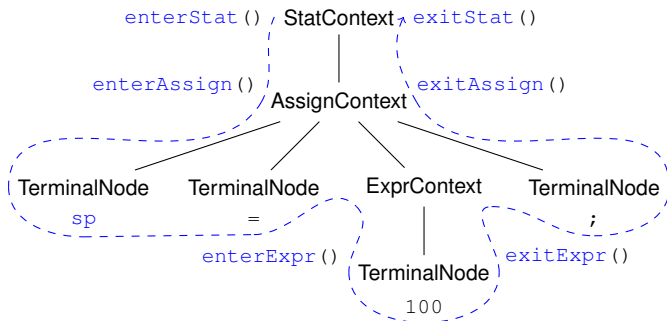 enterStat() StatContext exitStat()
enterAssign() exitAssign()
AssignContext
TerminalNode TerminalNode ExprContext TerminalNode
sp = ;
enterExpr() exitExpr()
TerminalNode
100